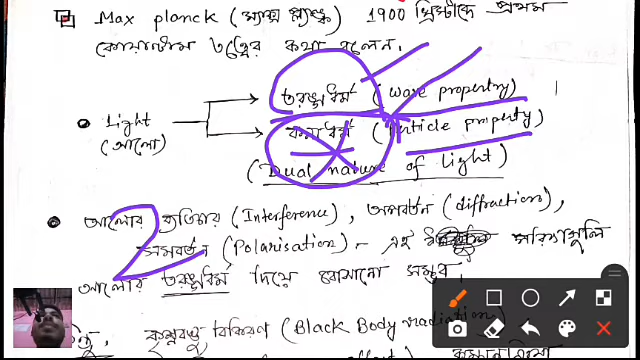 Max planck (ম্যাক্স প্লাঙ্ক) 1900 খ্রিস্টাব্দে প্রথম
কোয়ান্টাম তত্ত্বের কথা বলেন.
Light (আলো)
তরঙ্গধর্ম (Wave property)
কণাধর্ম (Particle property)
(Dual nature of Light)
আলোর ব্যতিচার (Interference), অপবর্তন (diffraction),
সমবর্তন (Polarisation) - এই
আলোর তরঙ্গধর্ম দিয়ে বোঝানো সম্ভব।
কৃষ্ণবস্তু বিকিরণ (Black Body radiation